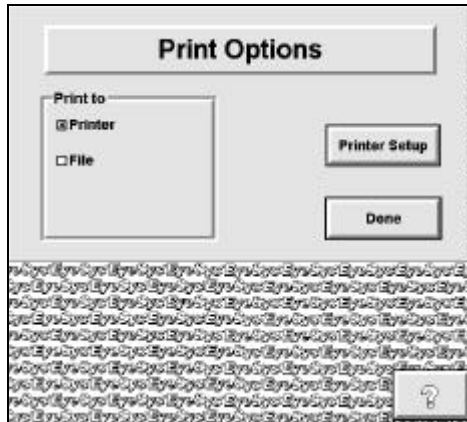 Print Options
Print to
Printer
File
Printer Setup
Done
?